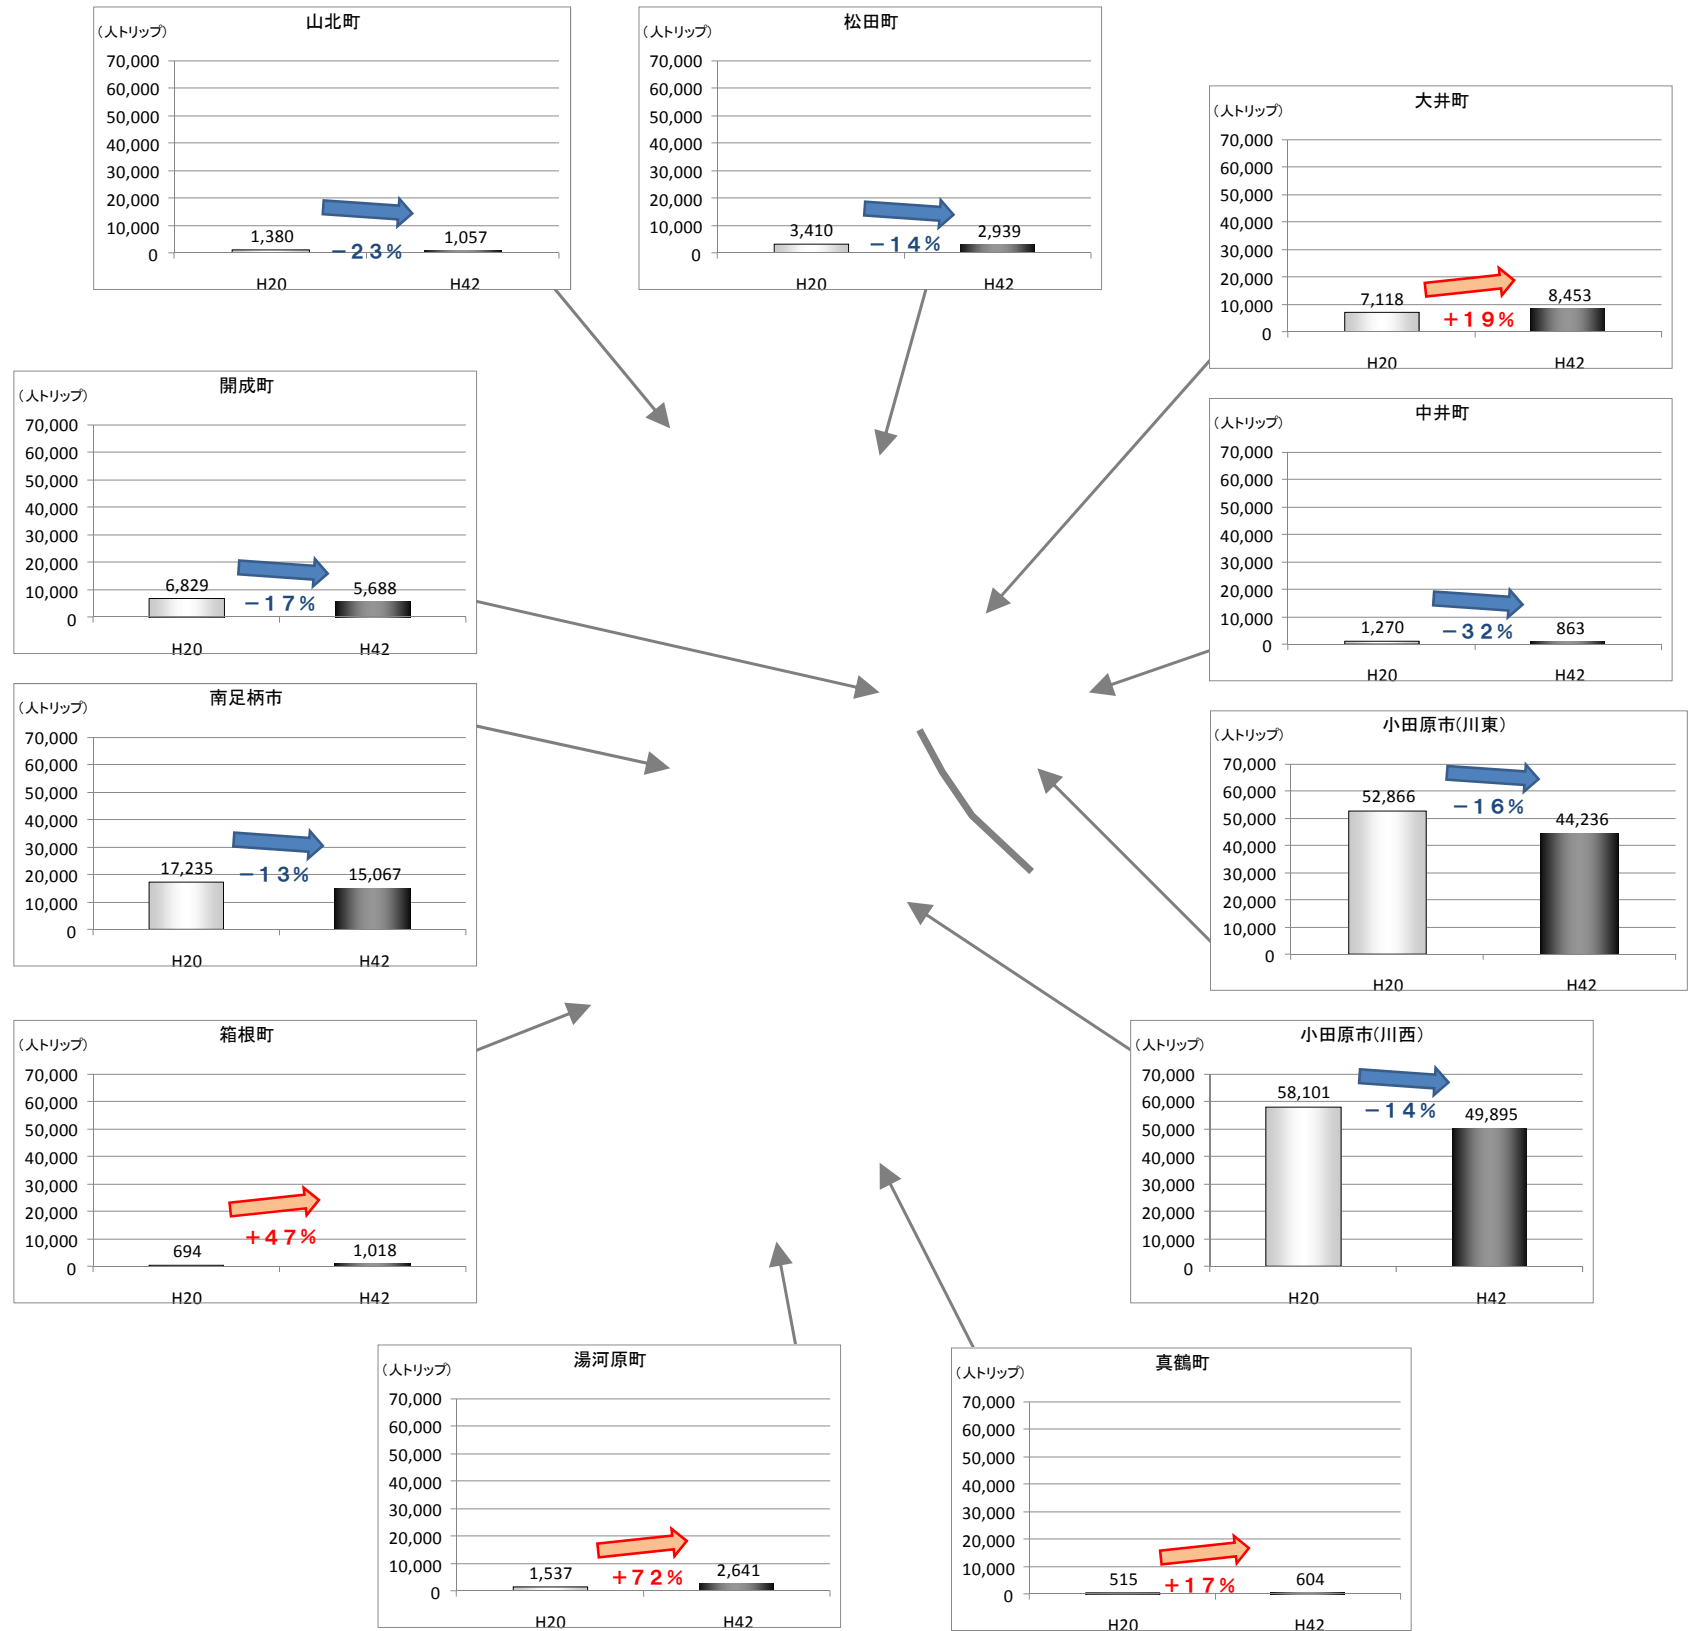 山北町
（人トリップ）
70,000
60,000
50,000
40,000
30,000
20,000
10,000
0
1,380
－23%
1,057
H20
H42
松田町
（人トリップ）
70,000
60,000
50,000
40,000
30,000
20,000
10,000
0
3,410
－14%
2,939
H20
H42
大井町
（人トリップ）
70,000
60,000
50,000
40,000
30,000
20,000
10,000
0
7,118
+19%
8,453
H20
H42
開成町
（人トリップ）
70,000
60,000
50,000
40,000
30,000
20,000
10,000
0
6,829
－17%
5,688
H20
H42
中井町
（人トリップ）
70,000
60,000
50,000
40,000
30,000
20,000
10,000
0
1,270
－32%
863
H20
H42
南足柄市
（人トリップ）
70,000
60,000
50,000
40,000
30,000
20,000
10,000
0
17,235
－13%
15,067
H20
H42
小田原市(川東)
（人トリップ）
70,000
60,000
50,000
40,000
30,000
20,000
10,000
0
52,866
－16%
44,236
H20
H42
箱根町
（人トリップ）
70,000
60,000
50,000
40,000
30,000
20,000
10,000
0
694
+47%
1,018
H20
H42
小田原市(川西)
（人トリップ）
70,000
60,000
50,000
40,000
30,000
20,000
10,000
0
58,101
－14%
49,895
H20
H42
湯河原町
（人トリップ）
70,000
60,000
50,000
40,000
30,000
20,000
10,000
0
1,537
+72%
2,641
H20
H42
真鶴町
（人トリップ）
70,000
60,000
50,000
40,000
30,000
20,000
10,000
0
515
+17%
604
H20
H42